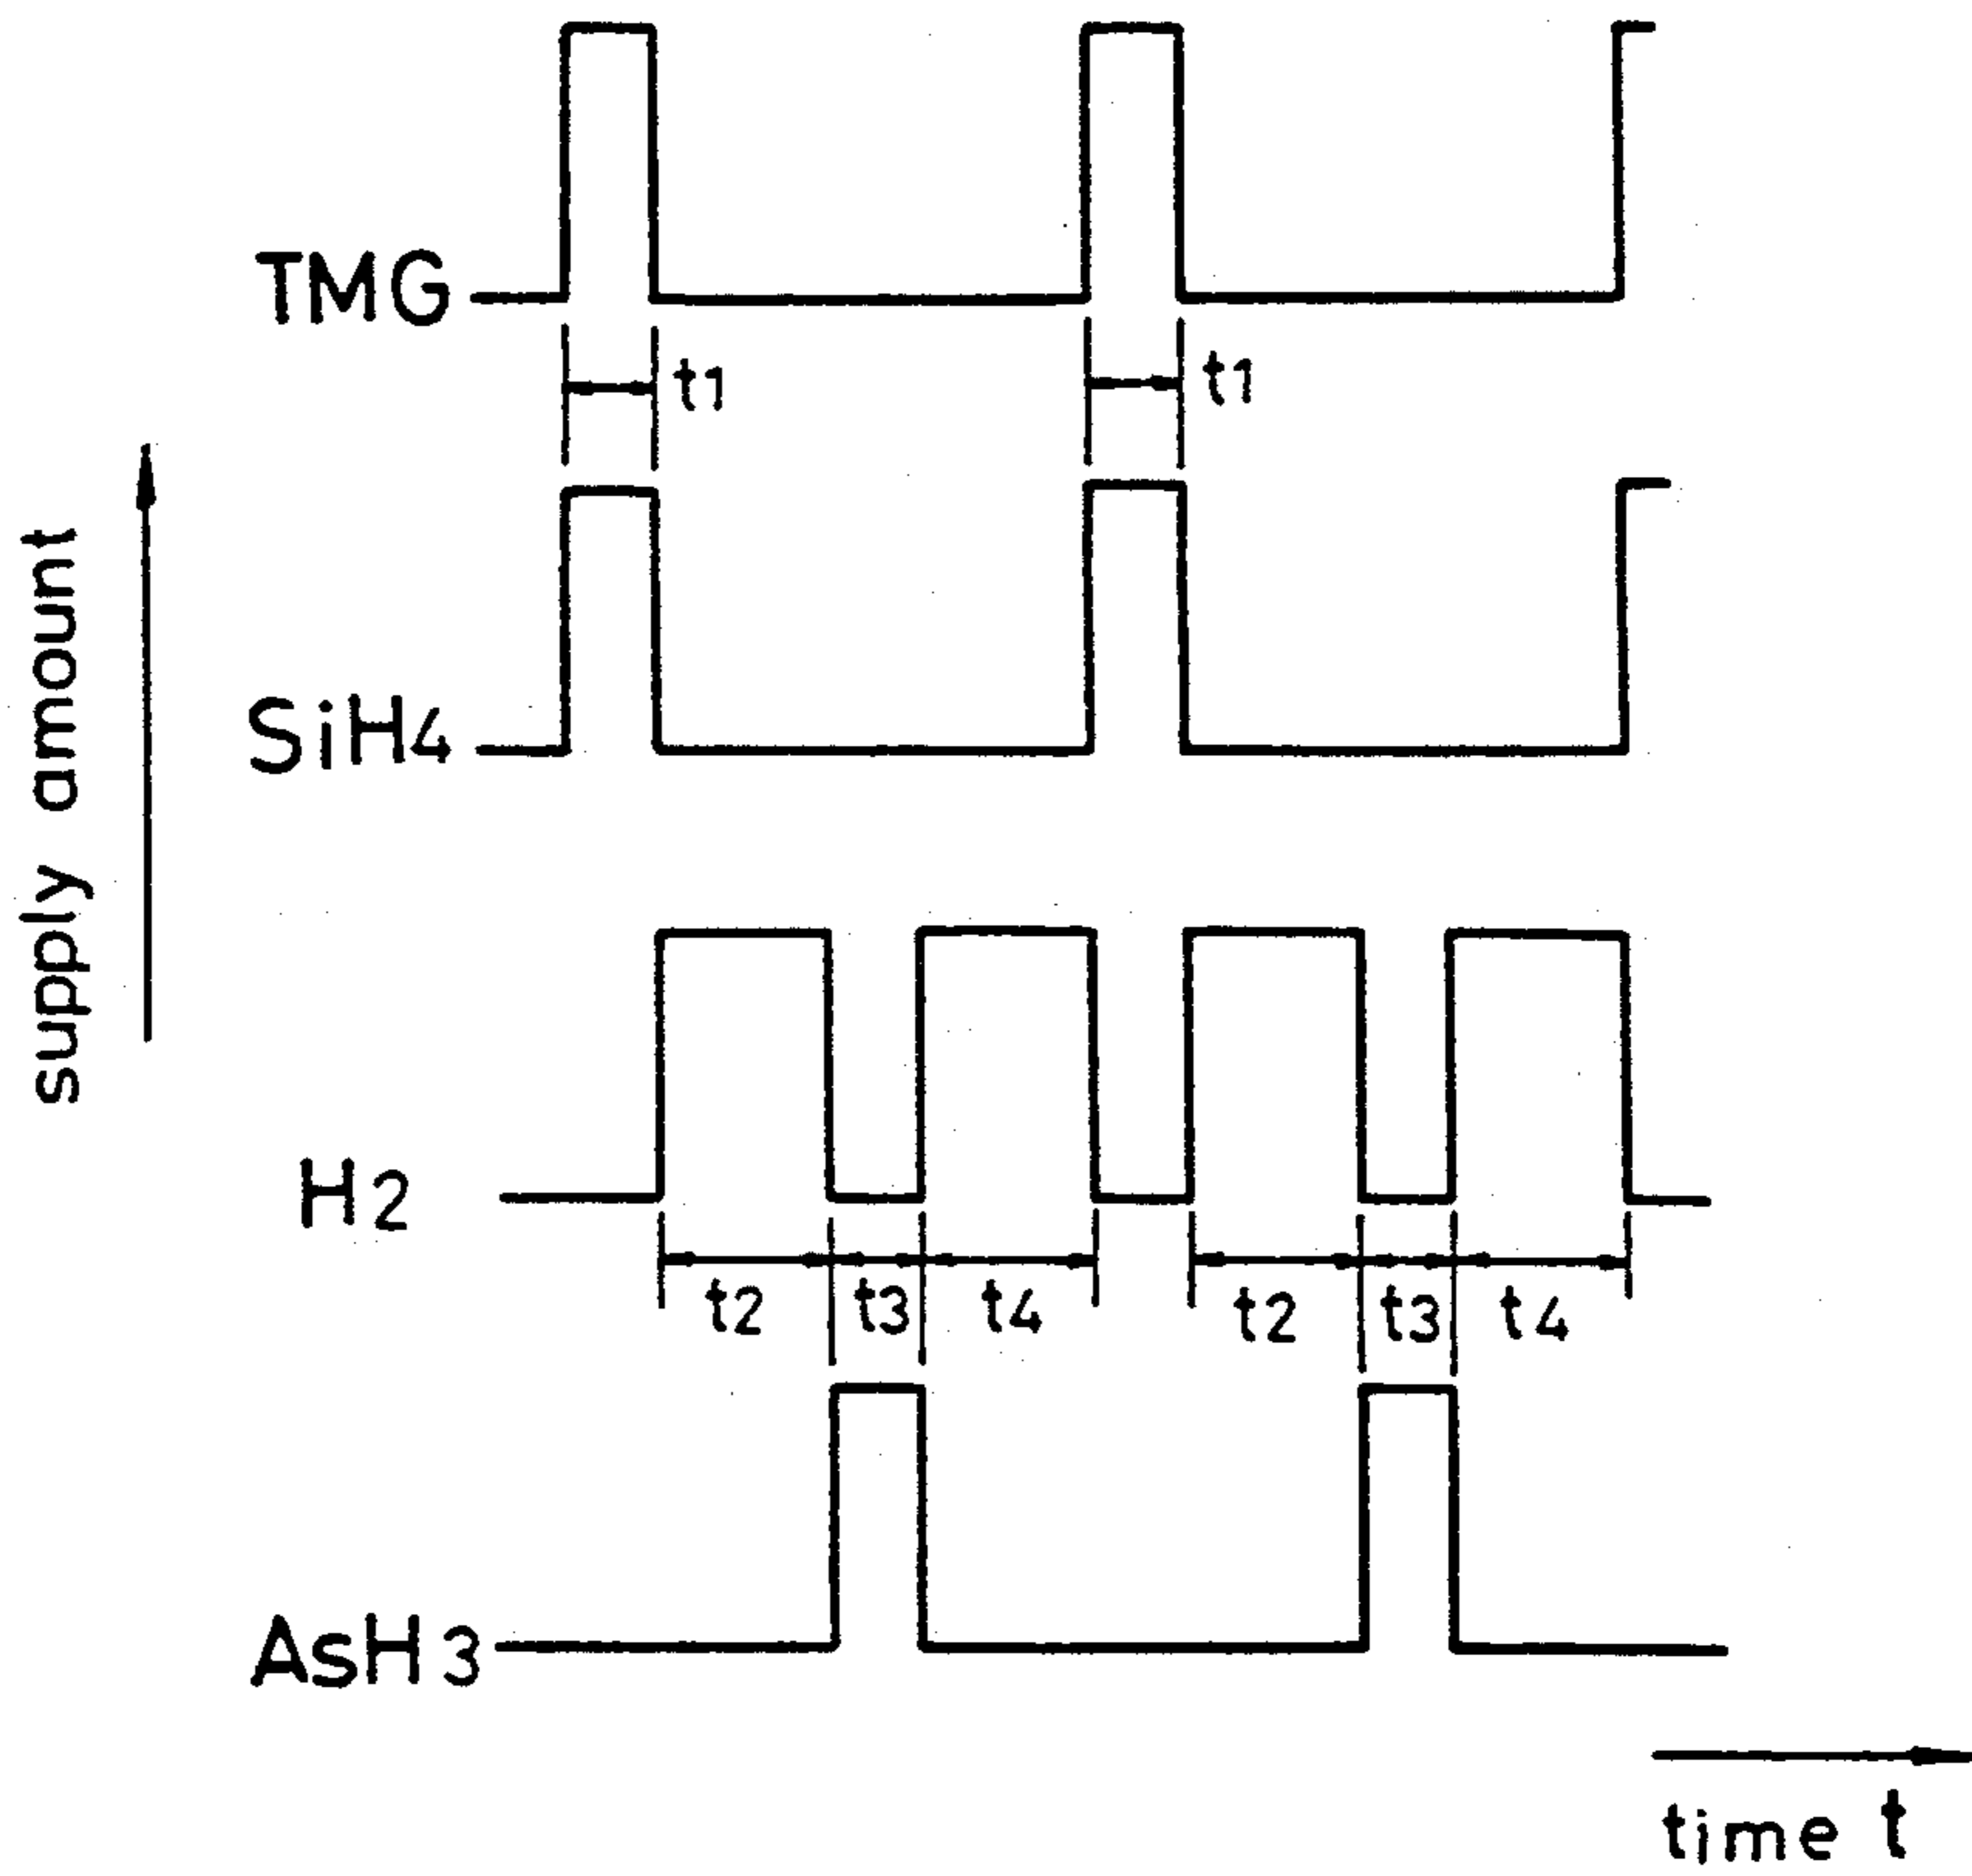 TMG
t1 t1
supply amount
SiH4
H2
t2 t3 t4 t2 t3 t4
AsH3
time t